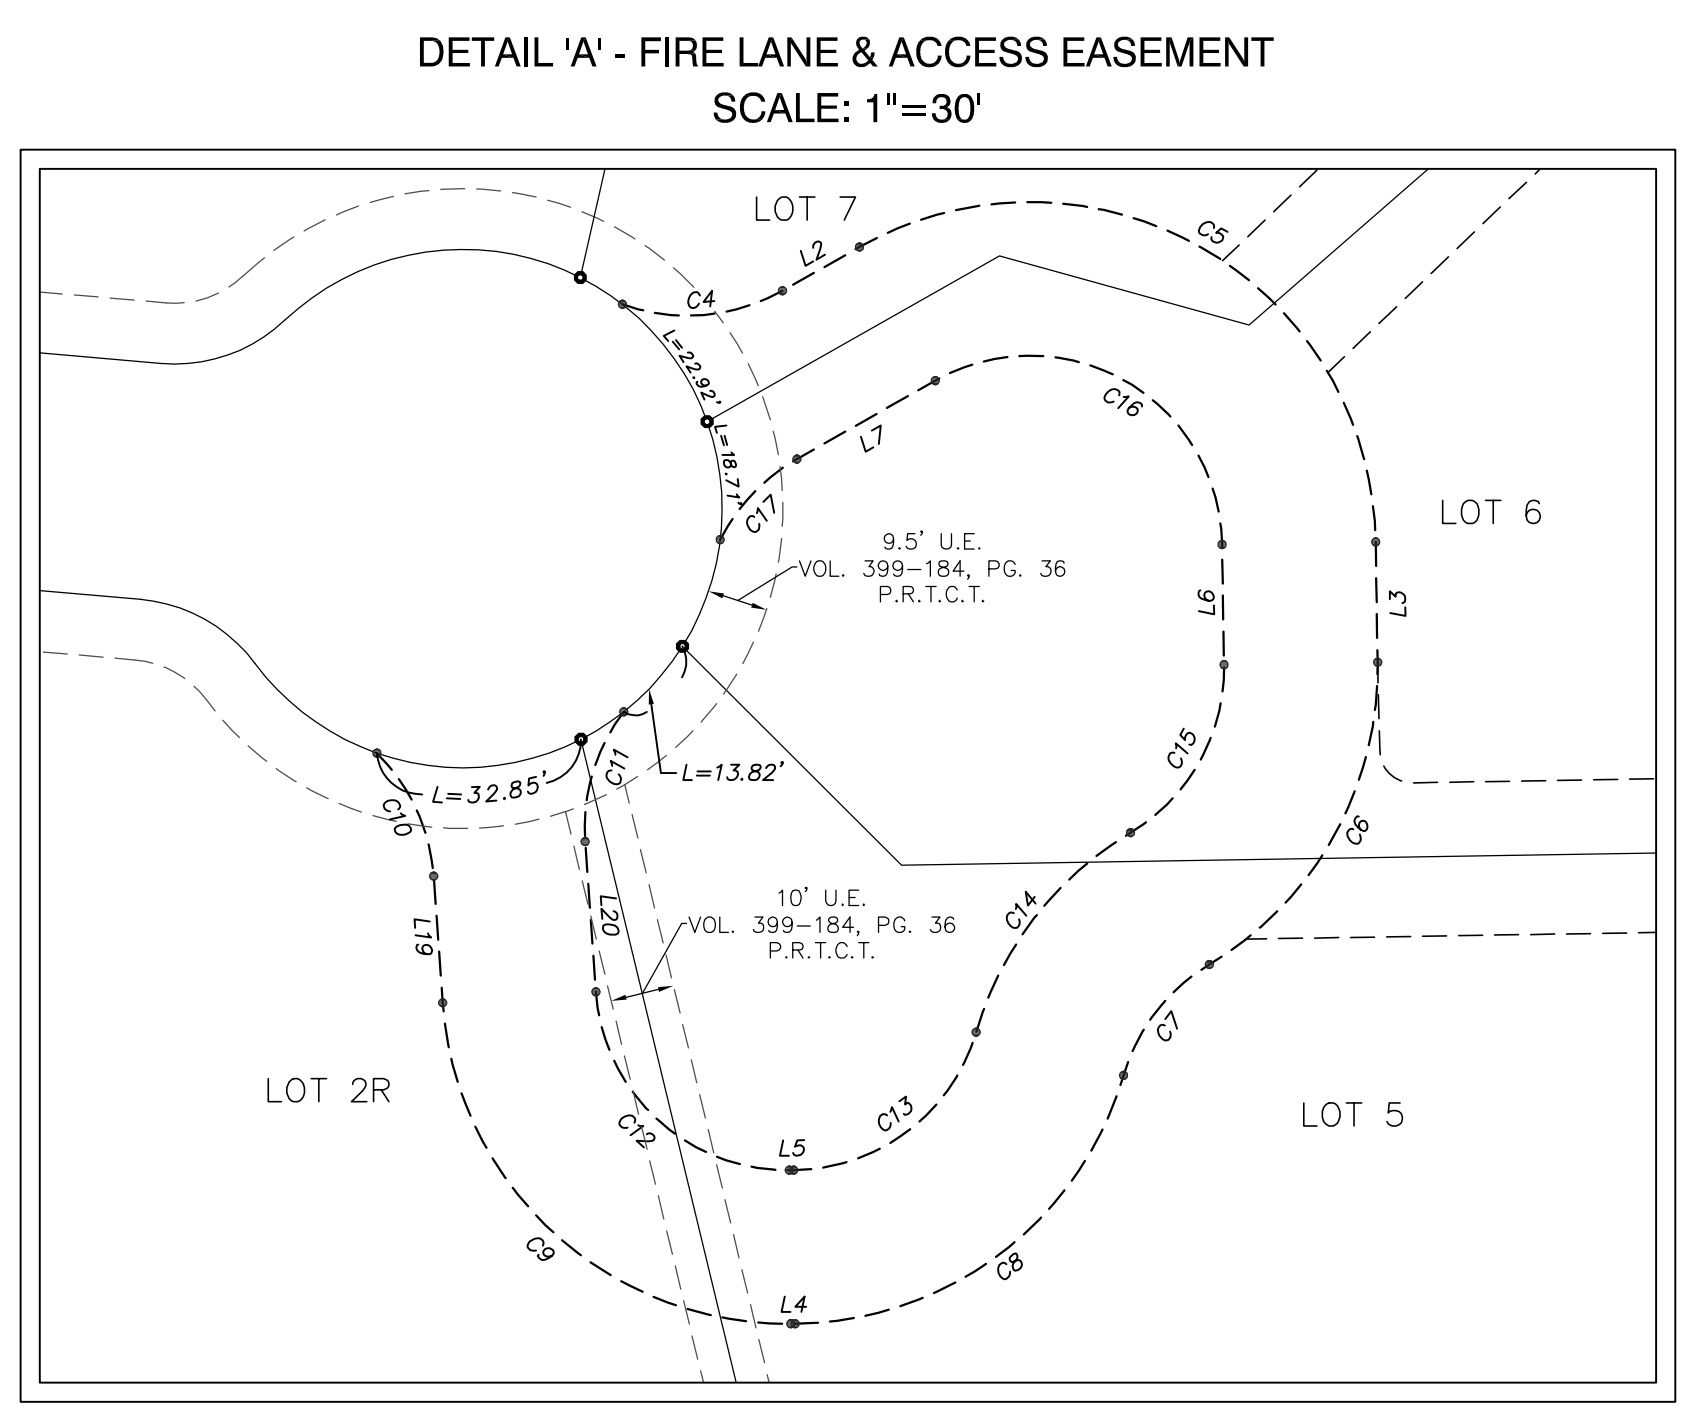 DETAIL 'A' - FIRE LANE & ACCESS EASEMENT
SCALE: 1"=30'
LOT 7
L2
C5
C4
L=22.92'
C16
L7
L=18.71'
C17
LOT 6
9.5' U.E.
VOL. 399-184, PG. 36
P.R.T.C.T.
L6
L3
C15
C11
L=13.82'
L=32.85'
C10
C6
10' U.E.
VOL. 399-184, PG. 36
P.R.T.C.T.
L20
C14
L19
C7
LOT 2R
C12
C13
LOT 5
L5
C9
C8
L4